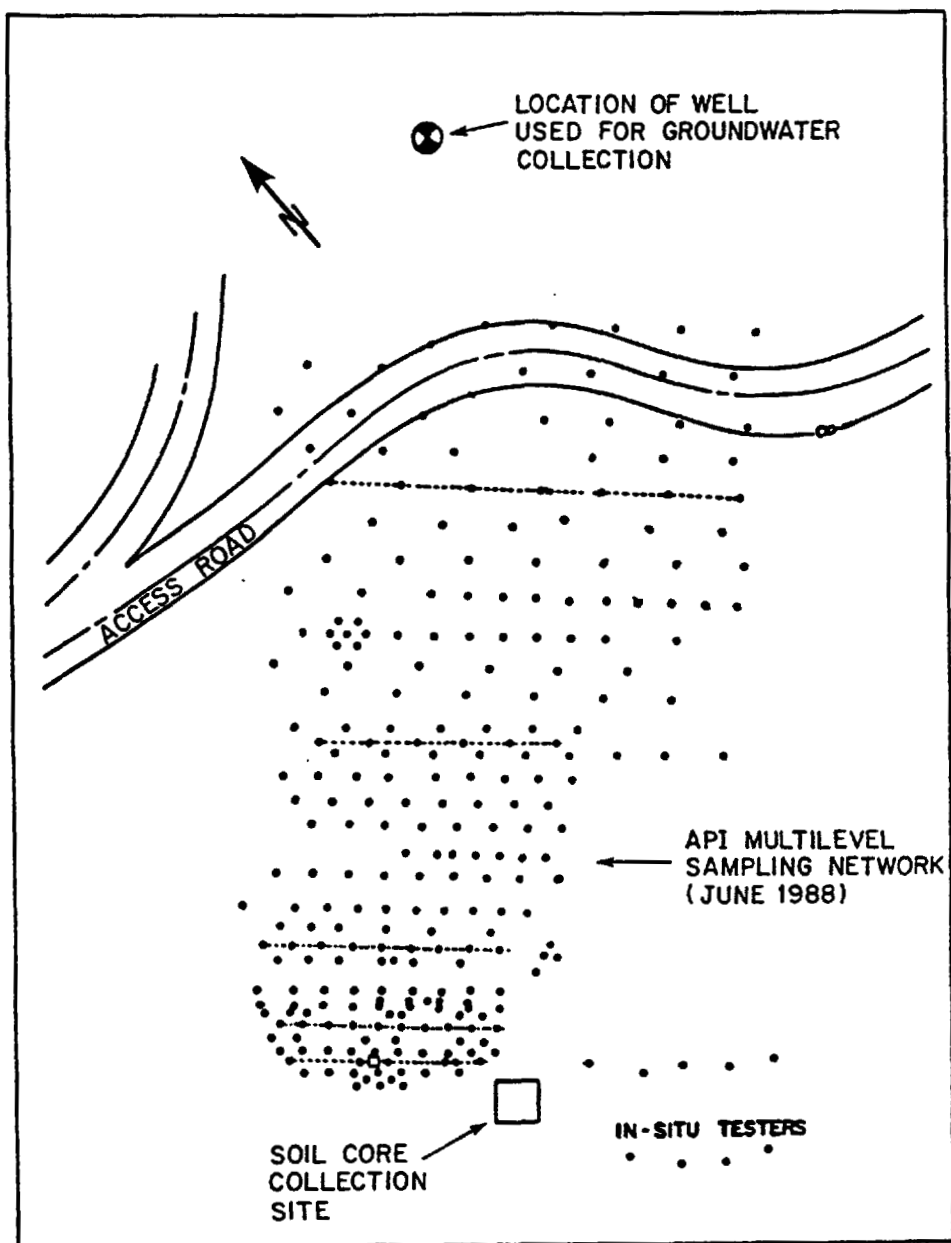 LOCATION OF WELL
USED FOR GROUNDWATER
COLLECTION
N
ACCESS ROAD
API MULTILEVEL
SAMPLING NETWORK
(JUNE 1988)
IN-SITU TESTERS
SOIL CORE
COLLECTION
SITE